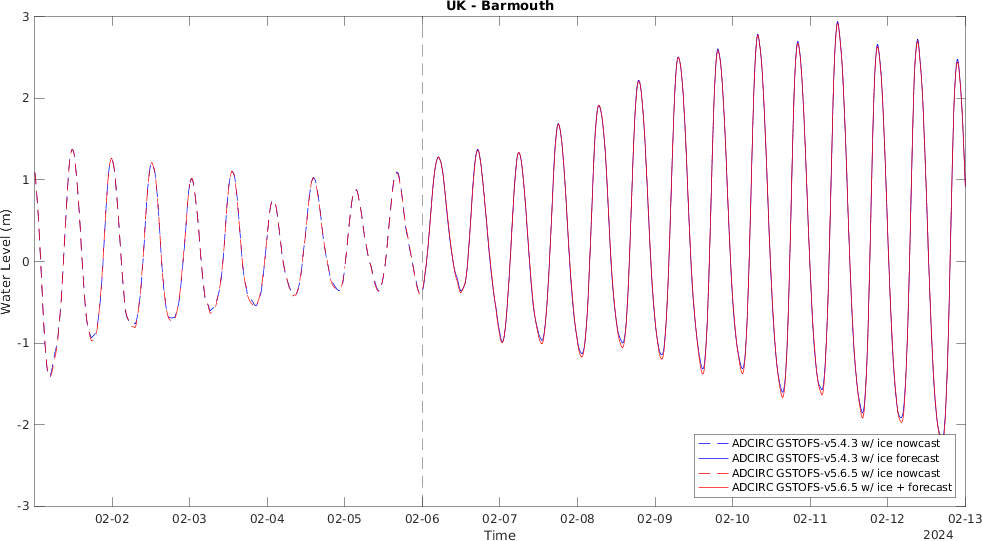 UK - Barmouth
3
2
1
0
-1
-2
-3
Water Level (m)
02-02
02-03
02-04
02-05
02-06
02-07
02-08
02-09
02-10
02-11
02-12
02-13
Time
2024
ADCIRC GSTOFS-v5.4.3 w/ ice nowcast
ADCIRC GSTOFS-v5.4.3 w/ ice forecast
ADCIRC GSTOFS-v5.6.5 w/ ice nowcast
ADCIRC GSTOFS-v5.6.5 w/ ice + forecast